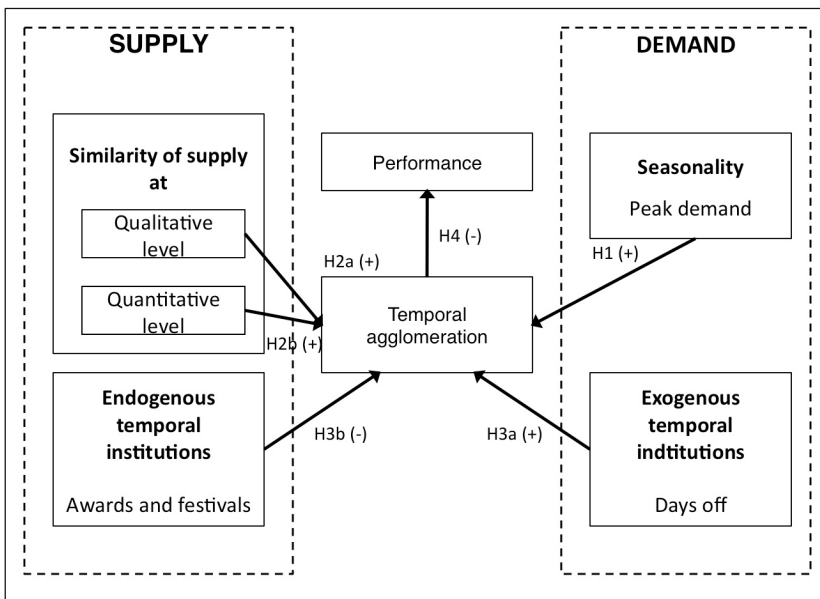 SUPPLY
Similarity of supply
at
Qualitative
level
Quantitative
level
Endogenous
temporal
institutions
Awards and festivals
Performance
H4 (-)
H2a (+)
Temporal
agglomeration
H2b (+)
H3b (-)
H3a (+)
H1 (+)
DEMAND
Seasonality
Peak demand
Exogenous
temporal
indtitutions
Days off